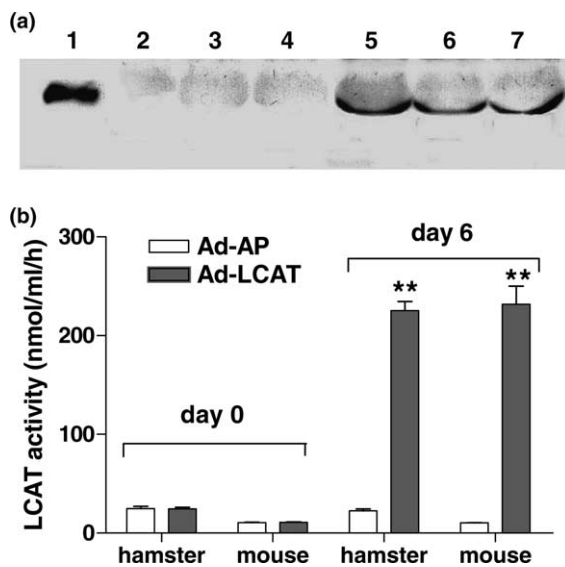 (a)
1 2 3 4 5 6 7
(b)
300
200
100
0
LCAT activity (nmol/ml/h)
Ad-AP
Ad-LCAT
day 0
day 6
** **
hamster mouse hamster mouse